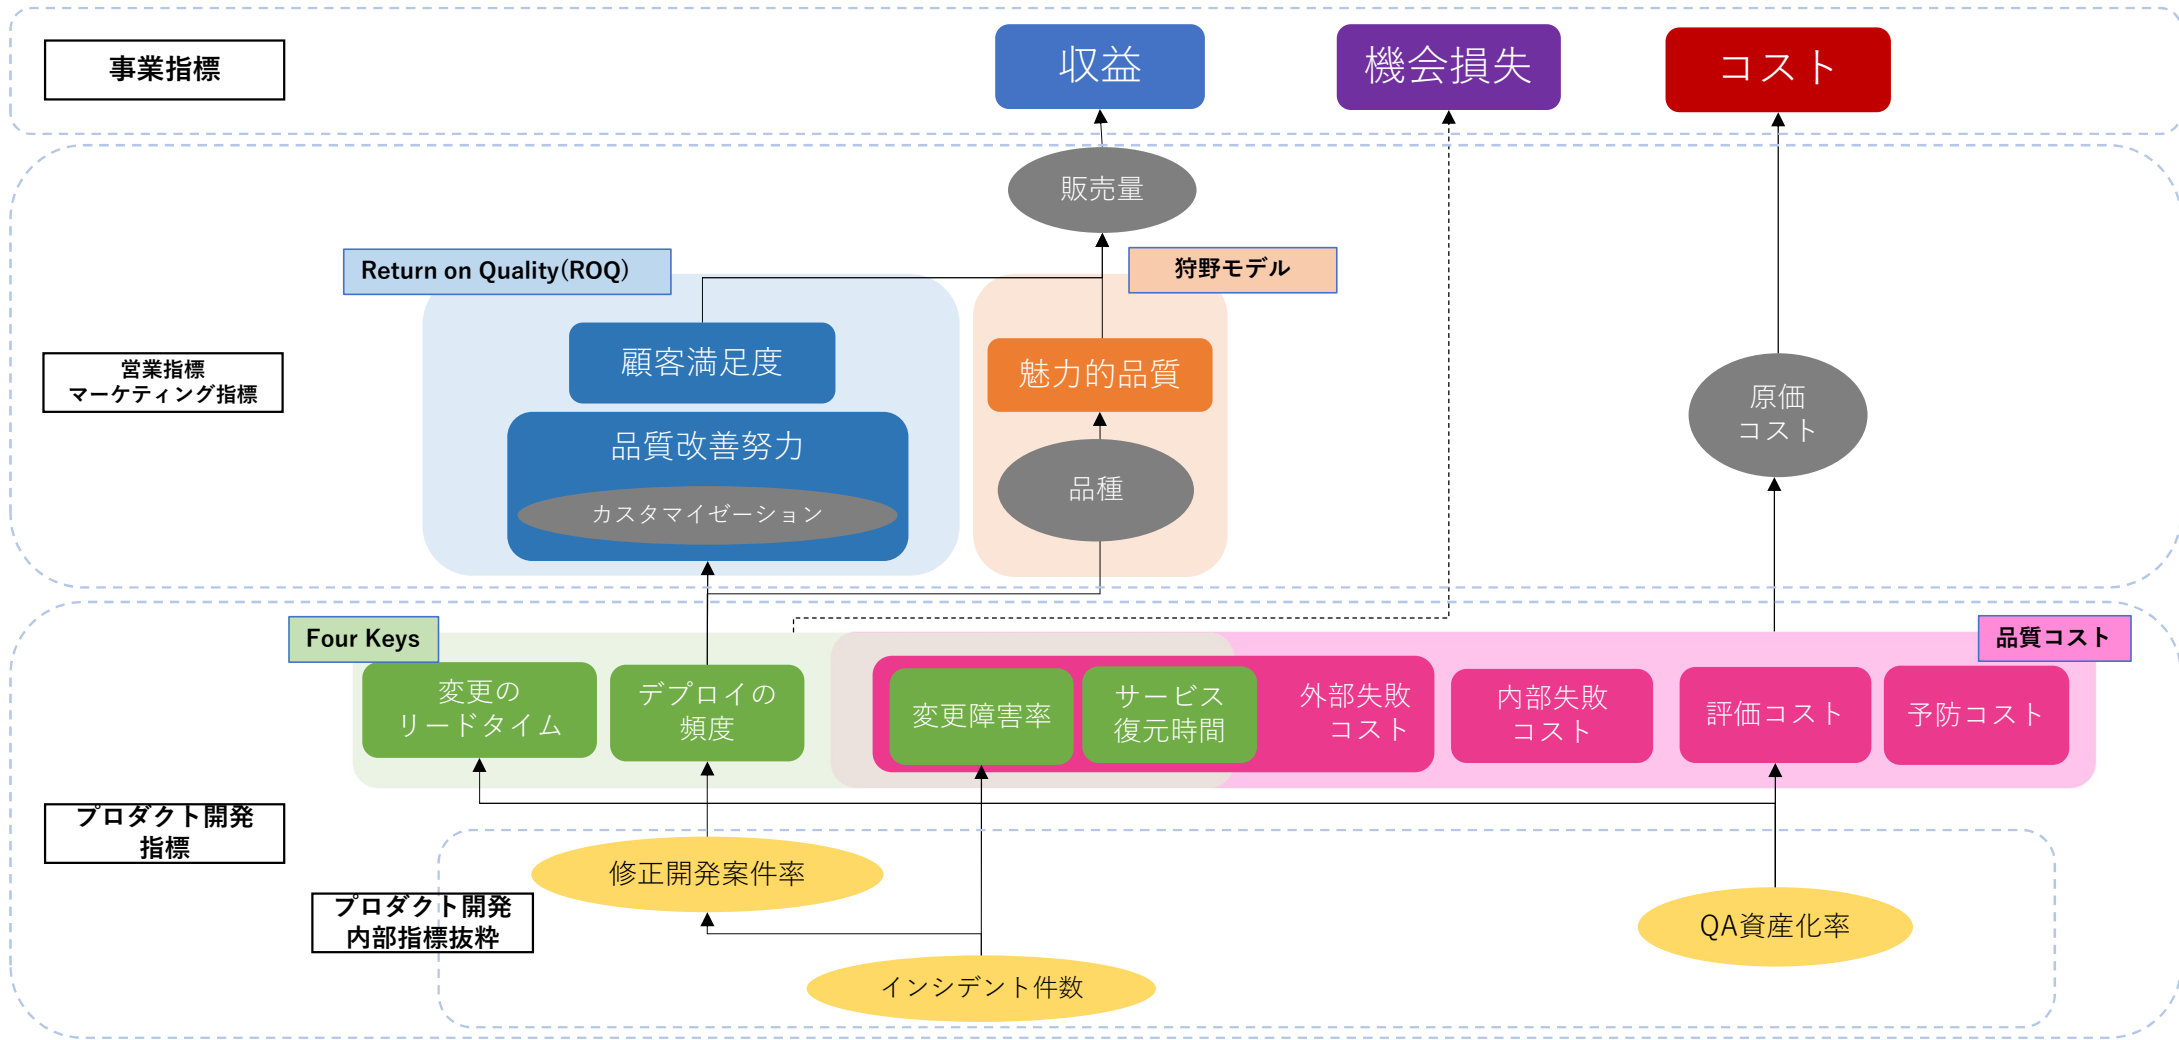 事業指標
収益
機会損失
コスト
販売量
Return on Quality(ROQ)
狩野モデル
営業指標
マーケティング指標
顧客満足度
魅力的品質
原価
コスト
品質改善努力
品種
カスタマイゼーション
Four Keys
品質コスト
変更の
リードタイム
デプロイの
頻度
変更障害率
サービス
復元時間
外部失敗
コスト
内部失敗
コスト
評価コスト
予防コスト
プロダクト開発
指標
修正開発案件率
プロダクト開発
内部指標抜粋
QA資産化率
インシデント件数